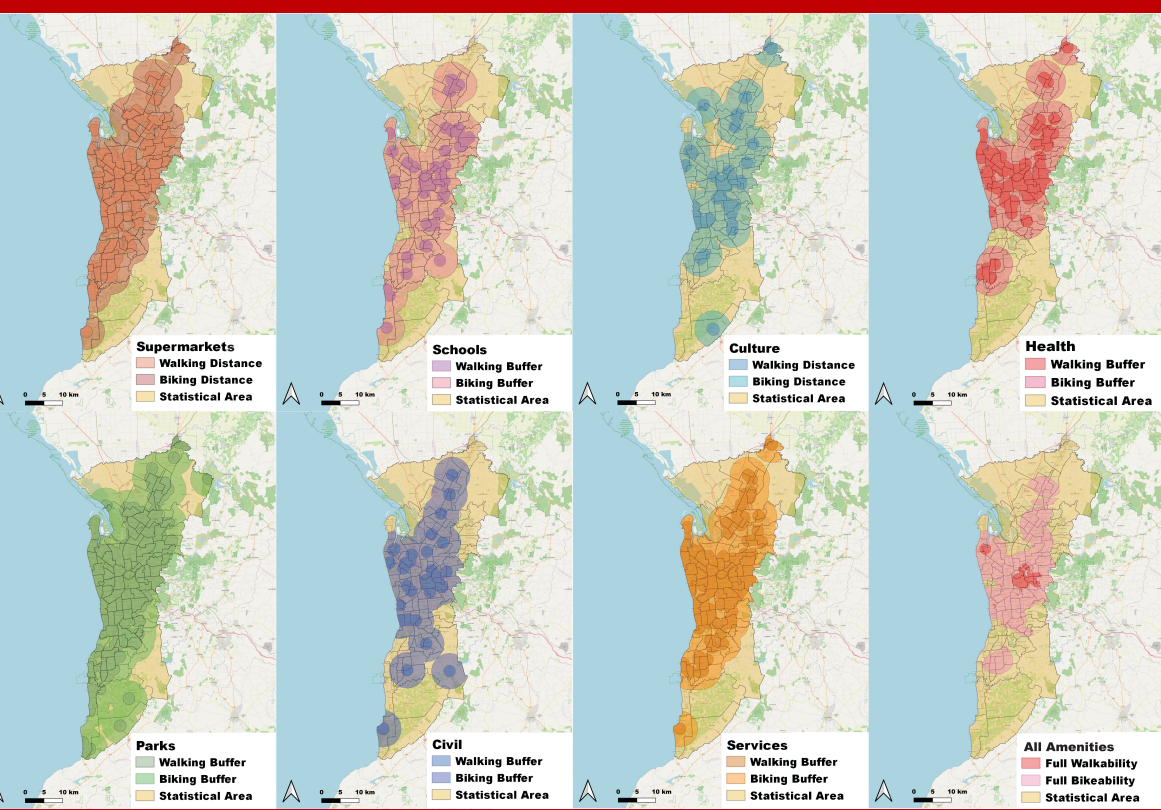 Supermarkets
Walking Distance
Biking Distance
Statistical Area
0 5 10 km
Schools
Walking Buffer
Biking Buffer
Statistical Area
0 5 10 km
Culture
Walking Distance
Biking Distance
Statistical Area
0 5 10 km
Health
Walking Buffer
Biking Buffer
Statistical Area
0 5 10 km
Parks
Walking Buffer
Biking Buffer
Statistical Area
0 5 10 km
Civil
Walking Buffer
Biking Buffer
Statistical Area
0 5 10 km
Services
Walking Buffer
Biking Buffer
Statistical Area
0 5 10 km
All Amenities
Full Walkability
Full Bikeability
Statistical Area
0 5 10 km